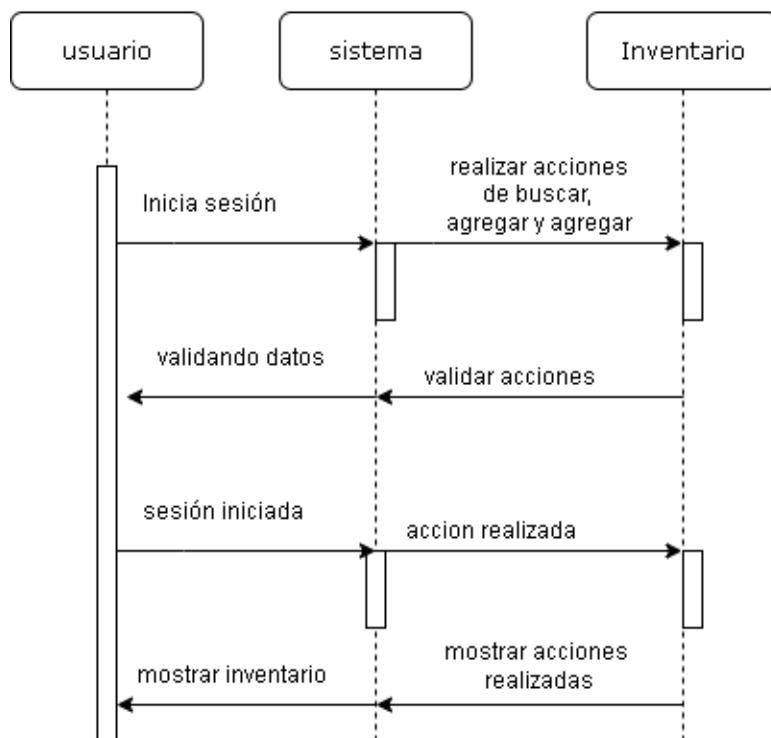 usuario
sistema
Inventario
Inicia sesión
realizar acciones
de buscar,
agregar y agregar
validando datos
validar acciones
sesión iniciada
accion realizada
mostrar inventario
mostrar acciones
realizadas